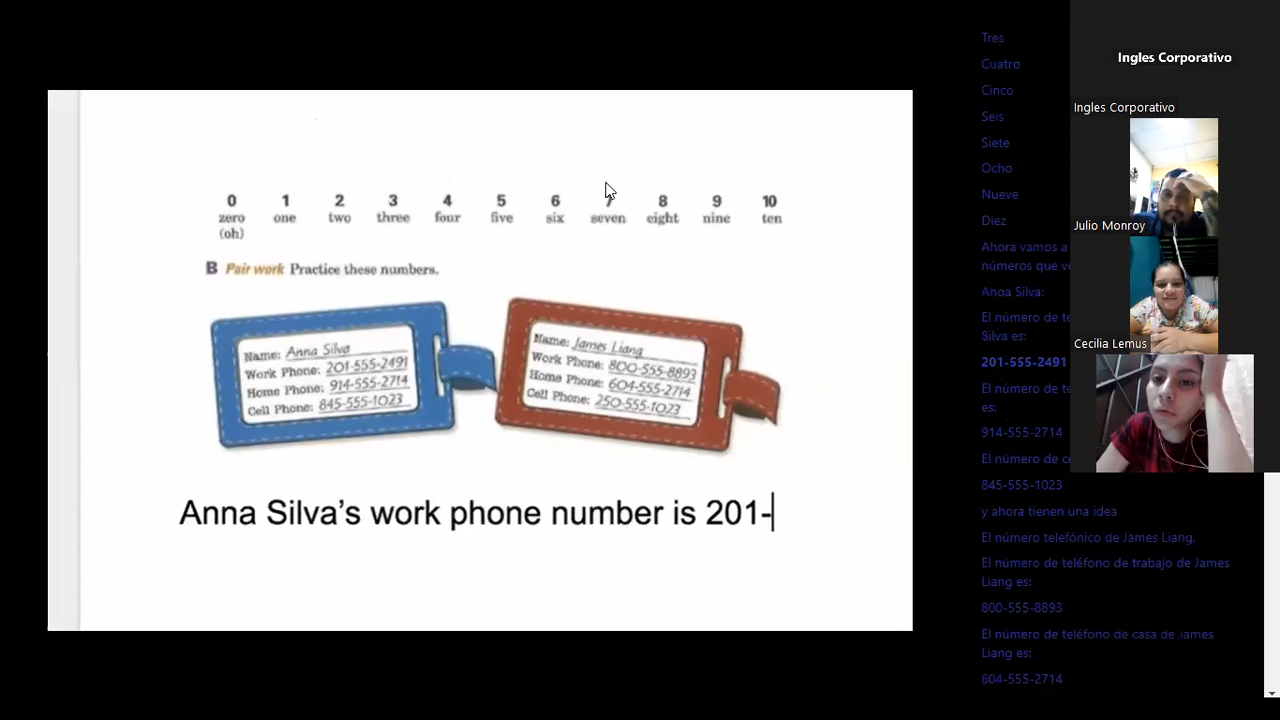 0 1 2 3 4 5 6 7 8 9 10
zero one two three four five six seven eight nine ten
(oh)
B Pair work Practice these numbers.
Name: Anna Silva
Work Phone: 201-555-2491
Home Phone: 914-555-2714
Cell Phone: 845-555-1023
Name: James Liang
Work Phone: 800-555-8893
Home Phone: 604-555-2714
Cell Phone: 250-555-1023
Anna Silva’s work phone number is 201-
Tres
Cuatro
Cinco
Seis
Siete
Ocho
Nueve
Diez
Ahora vamos a
números que v
Anoa Silva:
El número de te
Silva es:
201-555-2491
El número de te
es:
914-555-2714
El número de ce
845-555-1023
y ahora tienen una idea
El número telefónico de James Liang.
El número de teléfono de trabajo de James
Liang es:
800-555-8893
El número de teléfono de casa de James
Liang es:
604-555-2714
Ingles Corporativo
Ingles Corporativo
Julio Monroy
Cecilia Lemus